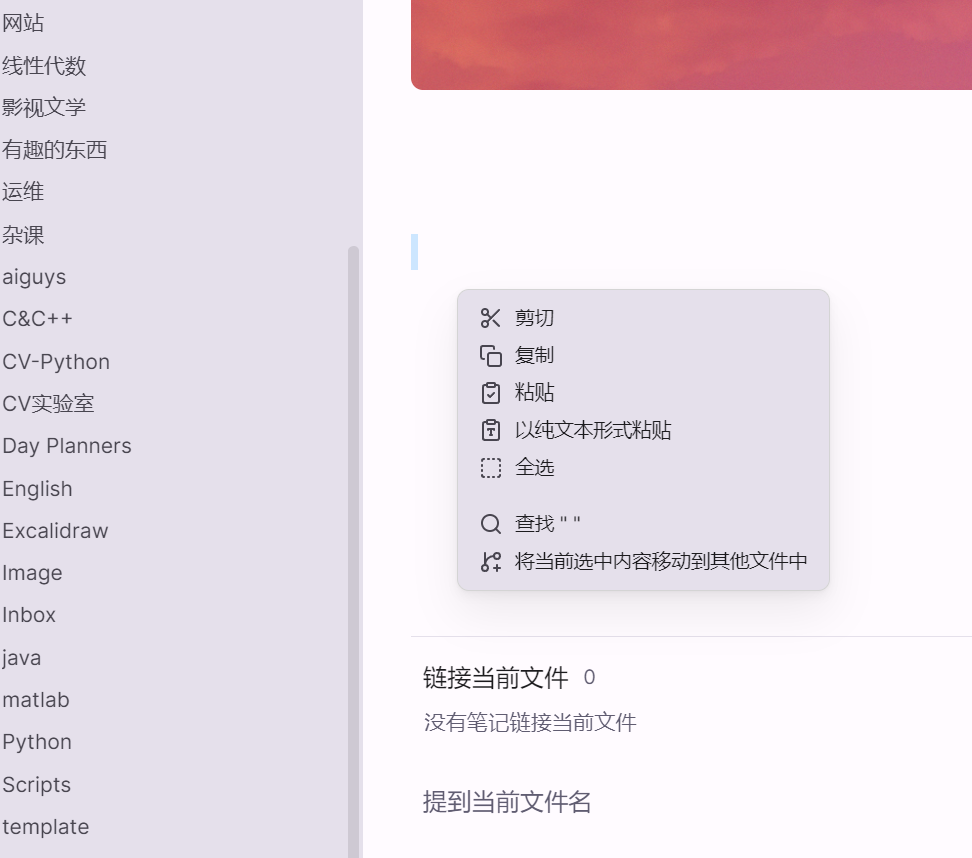 网站
线性代数
影视文学
有趣的东西
运维
杂课
aiguys
C&C++
CV-Python
CV实验室
Day Planners
English
Excalidraw
Image
Inbox
java
matlab
Python
Scripts
template
剪切
复制
粘贴
以纯文本形式粘贴
全选
查找 " "
将当前选中内容移动到其他文件中
链接当前文件 0
没有笔记链接当前文件
提到当前文件名